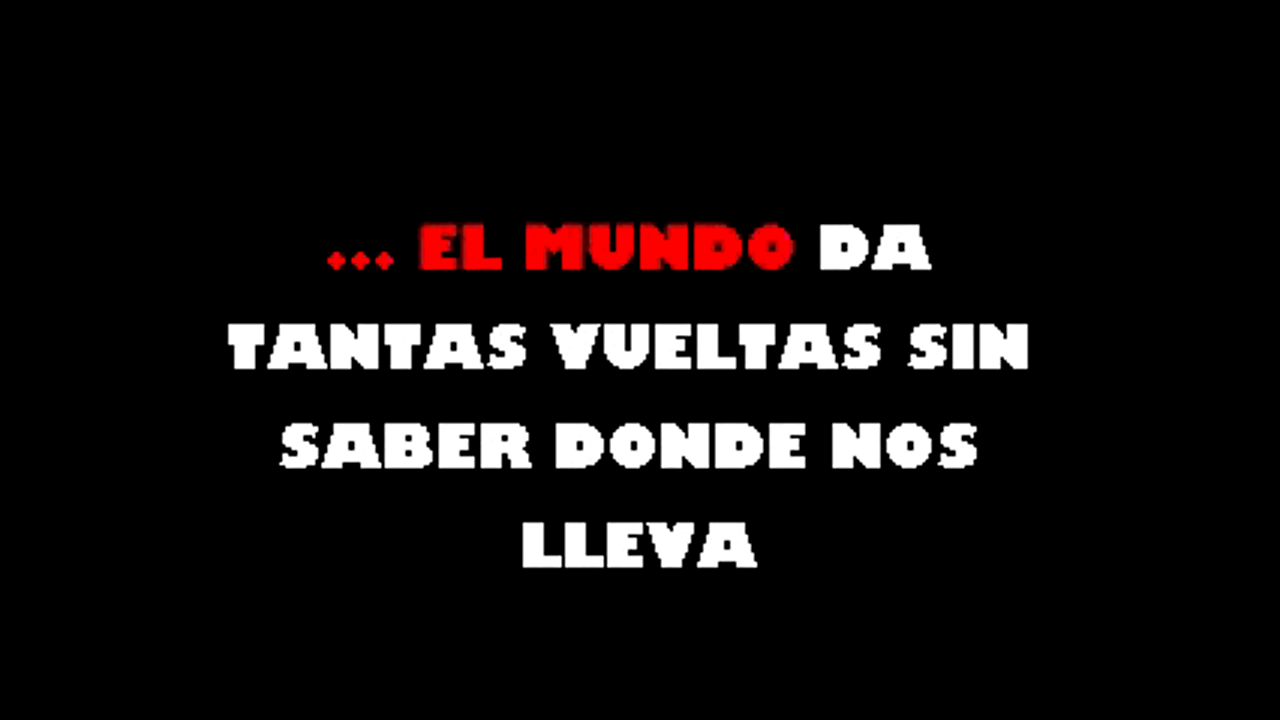 ... EL MUNDO DA
TANTAS VUELTAS SIN
SABER DONDE NOS
LLEVA